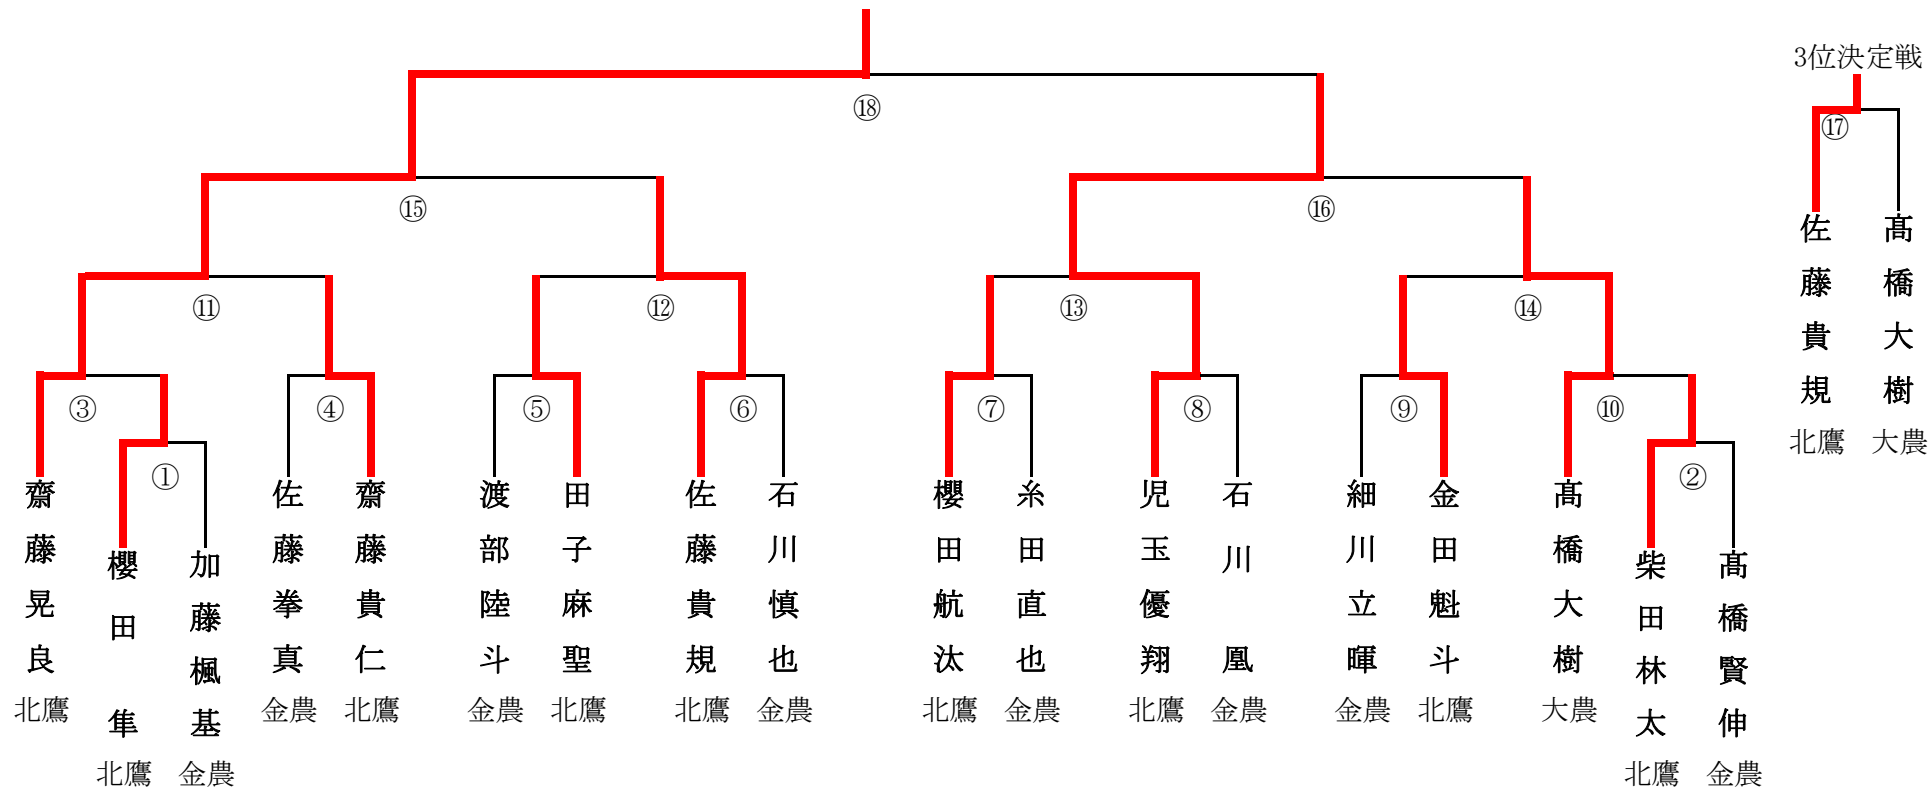 3位決定戦
⑱
⑰
⑮
⑯
佐藤貴規
北鷹
髙橋大樹
大農
⑪
⑫
⑬
⑭
③
④
⑤
⑥
⑦
⑧
⑨
⑩
①
②
齋藤晃良
北鷹
櫻田隼
北鷹
加藤楓基
金農
佐藤拳真
金農
齋藤貴仁
北鷹
渡部陸斗
金農
田子麻聖
北鷹
佐藤貴規
北鷹
石川慎也
金農
櫻田航汰
北鷹
糸田直也
金農
児玉優翔
北鷹
石川凰
金農
細川立暉
金農
金田魁斗
北鷹
髙橋大樹
大農
柴田林太
北鷹
髙橋賢伸
金農